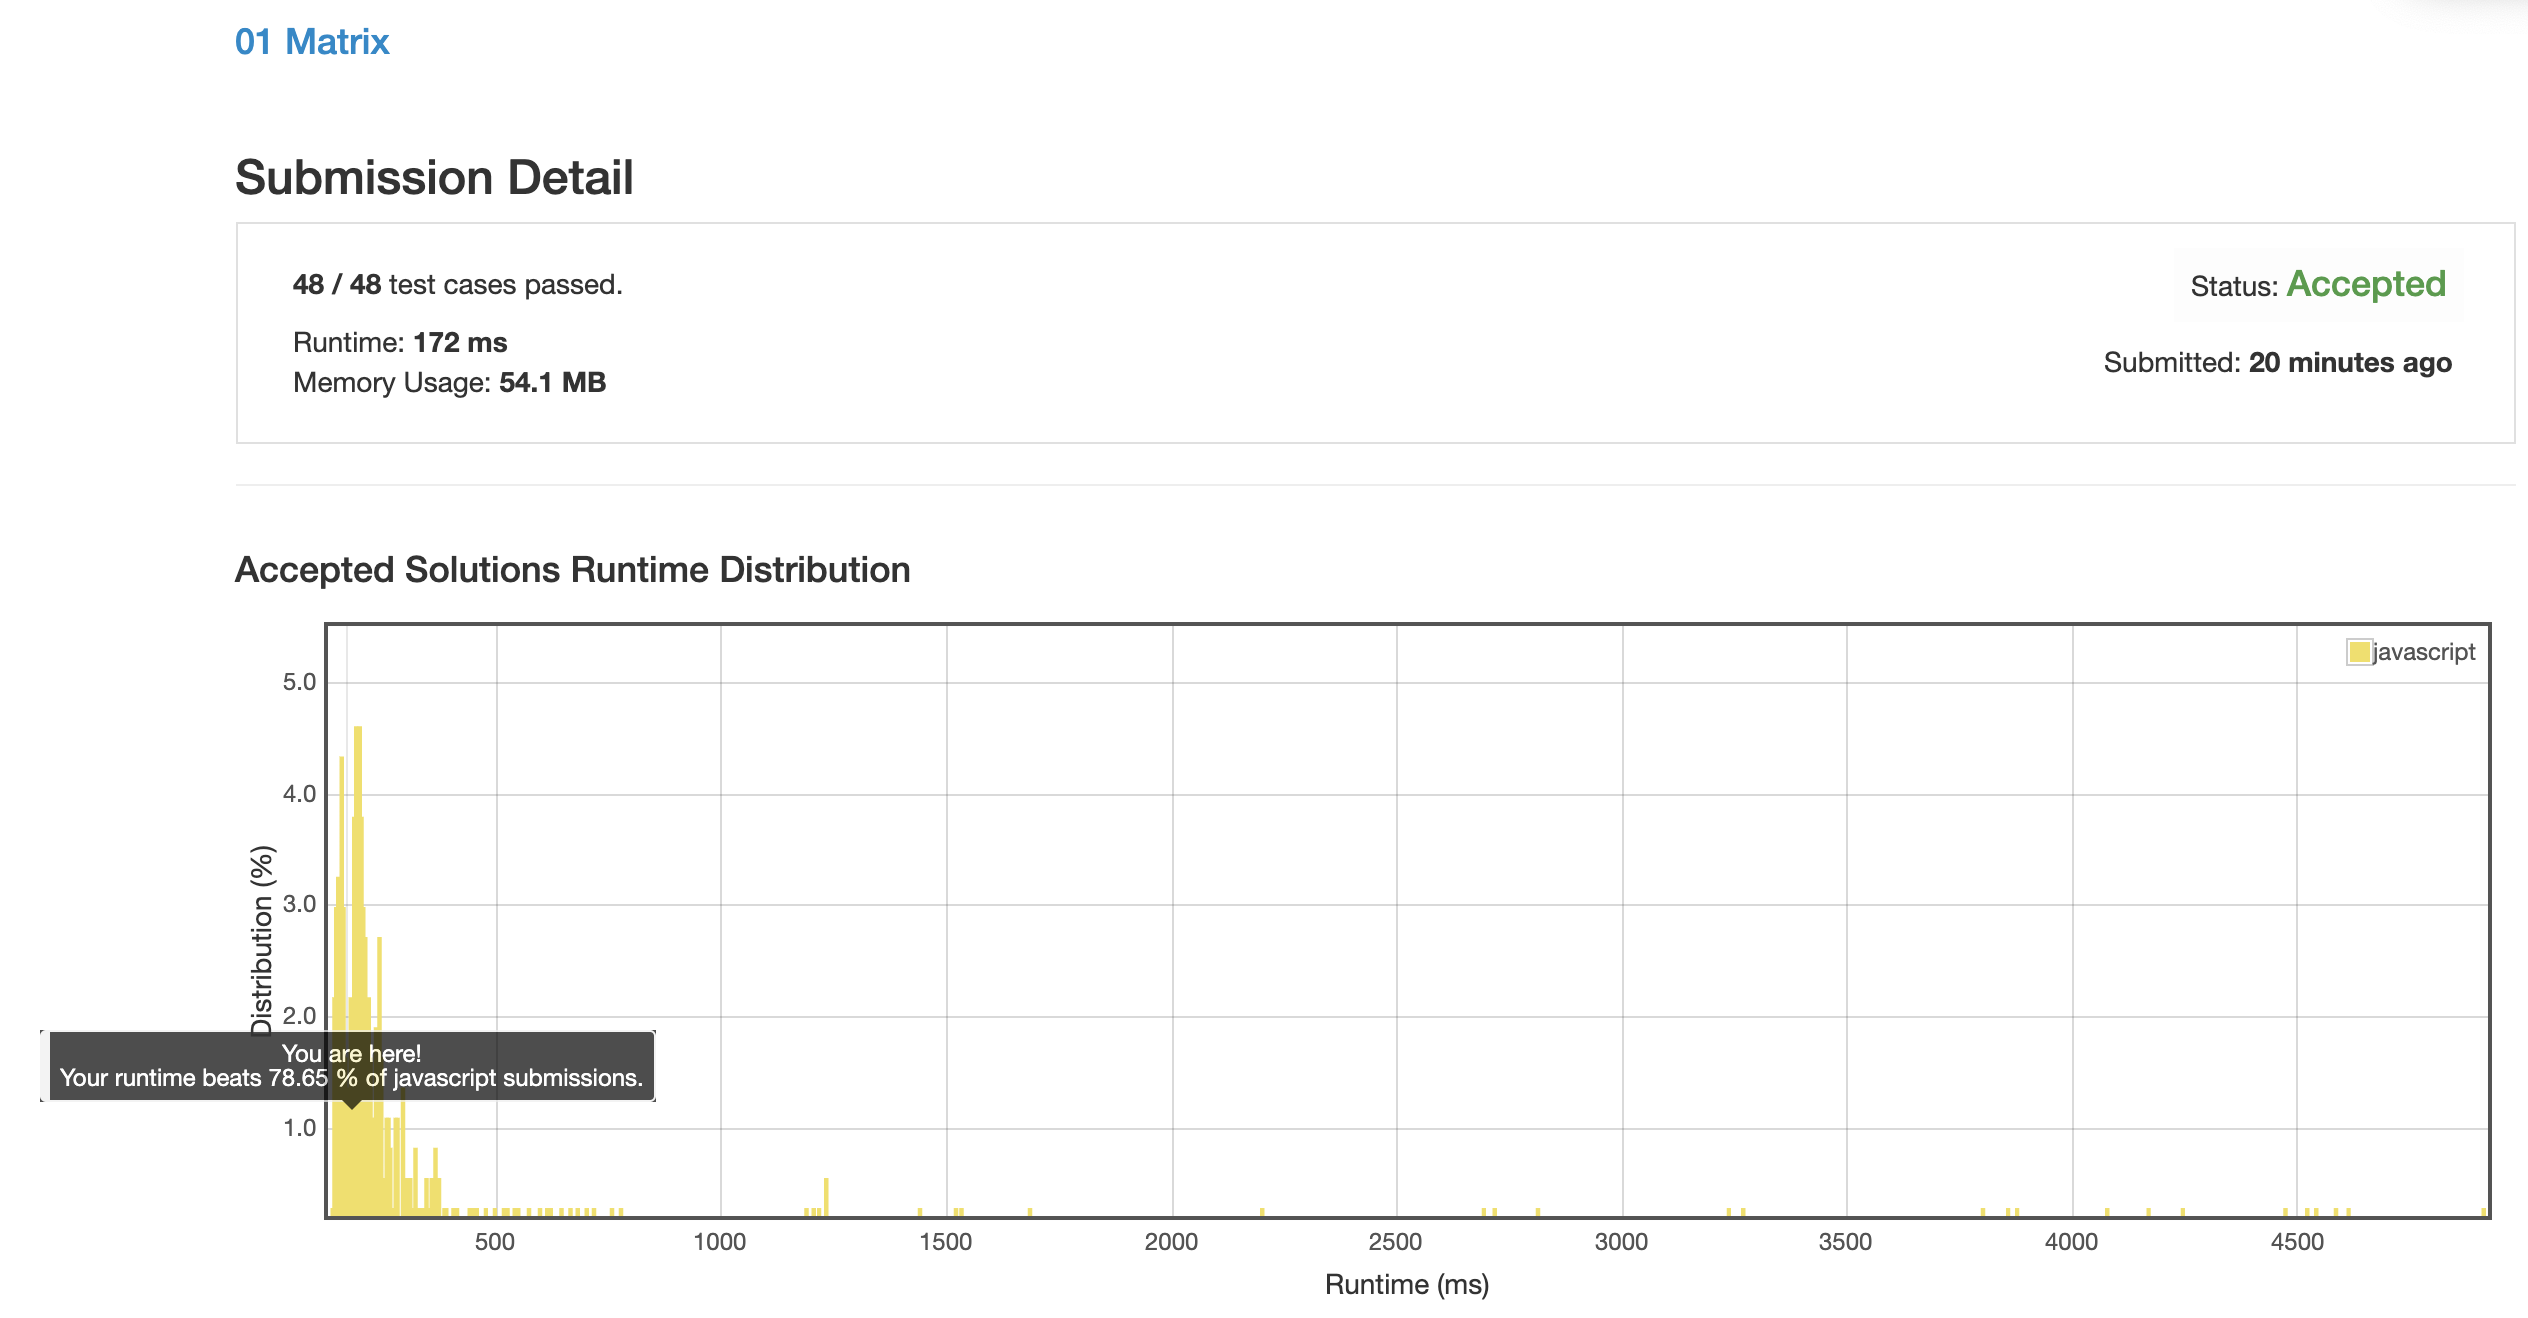 01 Matrix
Submission Detail
48 / 48 test cases passed.
Status: Accepted
Runtime: 172 ms
Submitted: 20 minutes ago
Memory Usage: 54.1 MB
Accepted Solutions Runtime Distribution
javascript
5.0
4.0
3.0
2.0
1.0
Distribution (%)
You are here!
Your runtime beats 78.65 % of javascript submissions.
500 1000 1500 2000 2500 3000 3500 4000 4500
Runtime (ms)